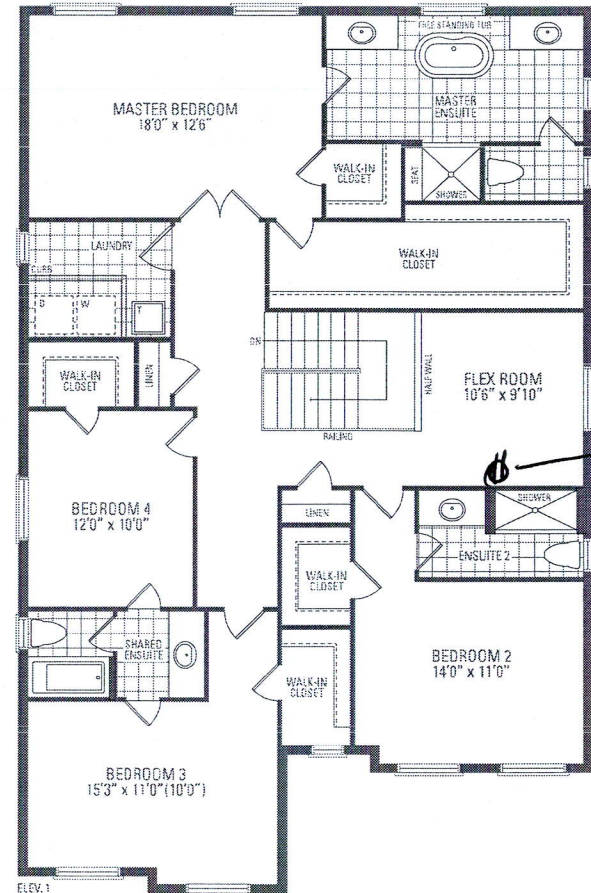 FREE STANDING TUB
MASTER BEDROOM
18'0" x 12'6"
MASTER
ENSUITE
WALK-IN
CLOSET
SEAT
SHOWER
LAUNDRY
WALK-IN
CLOSET
CURB
D
W
T
DN
WALK-IN
CLOSET
LINEN
HALF WALL
FLEX ROOM
10'6" x 9'10"
RAILING
BEDROOM 4
12'0" x 10'0"
LINEN
SHOWER
ENSUITE 2
WALK-IN
CLOSET
SHARED
ENSUITE
BEDROOM 2
14'0" x 11'0"
WALK-IN
CLOSET
BEDROOM 3
15'3" x 11'0"(10'0")
ELEV. 1